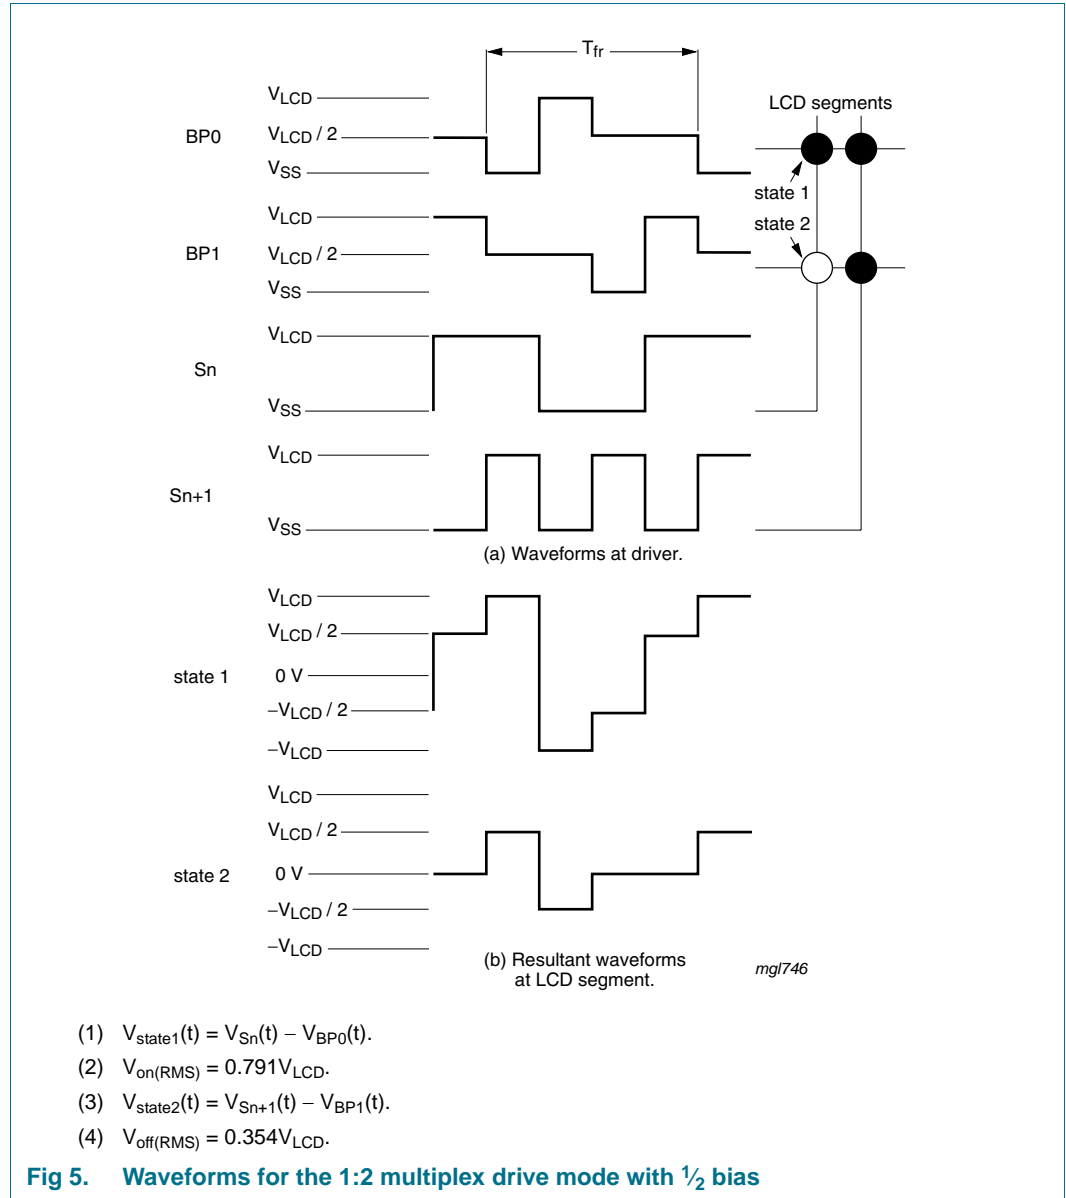 Tfr
VLCD
BP0
VLCD / 2
VSS
LCD segments
state 1
state 2
VLCD
BP1
VLCD / 2
VSS
VLCD
Sn
VSS
VLCD
Sn+1
VSS
(a) Waveforms at driver.
VLCD
VLCD / 2
state 1
0 V
−VLCD / 2
−VLCD
VLCD
VLCD / 2
state 2
0 V
−VLCD / 2
−VLCD
(b) Resultant waveforms
at LCD segment.
mgl746
(1) Vstate1(t) = VSn(t) − VBP0(t).
(2) Von(RMS) = 0.791VLCD.
(3) Vstate2(t) = VSn+1(t) − VBP1(t).
(4) Voff(RMS) = 0.354VLCD.
Fig 5. Waveforms for the 1:2 multiplex drive mode with 1⁄2 bias